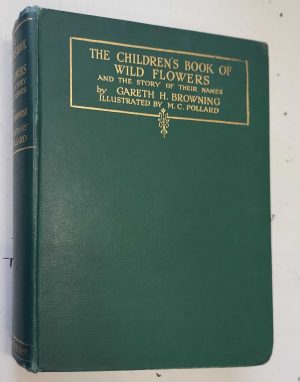 THE CHILDREN'S BOOK OF
WILD FLOWERS
AND THE STORY OF THEIR NAMES
by GARETH H. BROWNING
ILLUSTRATED by M. C. POLLARD